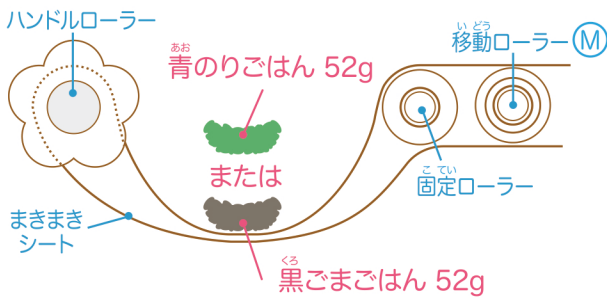 ハンドルローラー
い どう
移動ローラー Ⓜ
あお
青のりごはん 52g
または
こ てい
固定ローラー
まきまき
シート
くろ
黒ごまごはん 52g